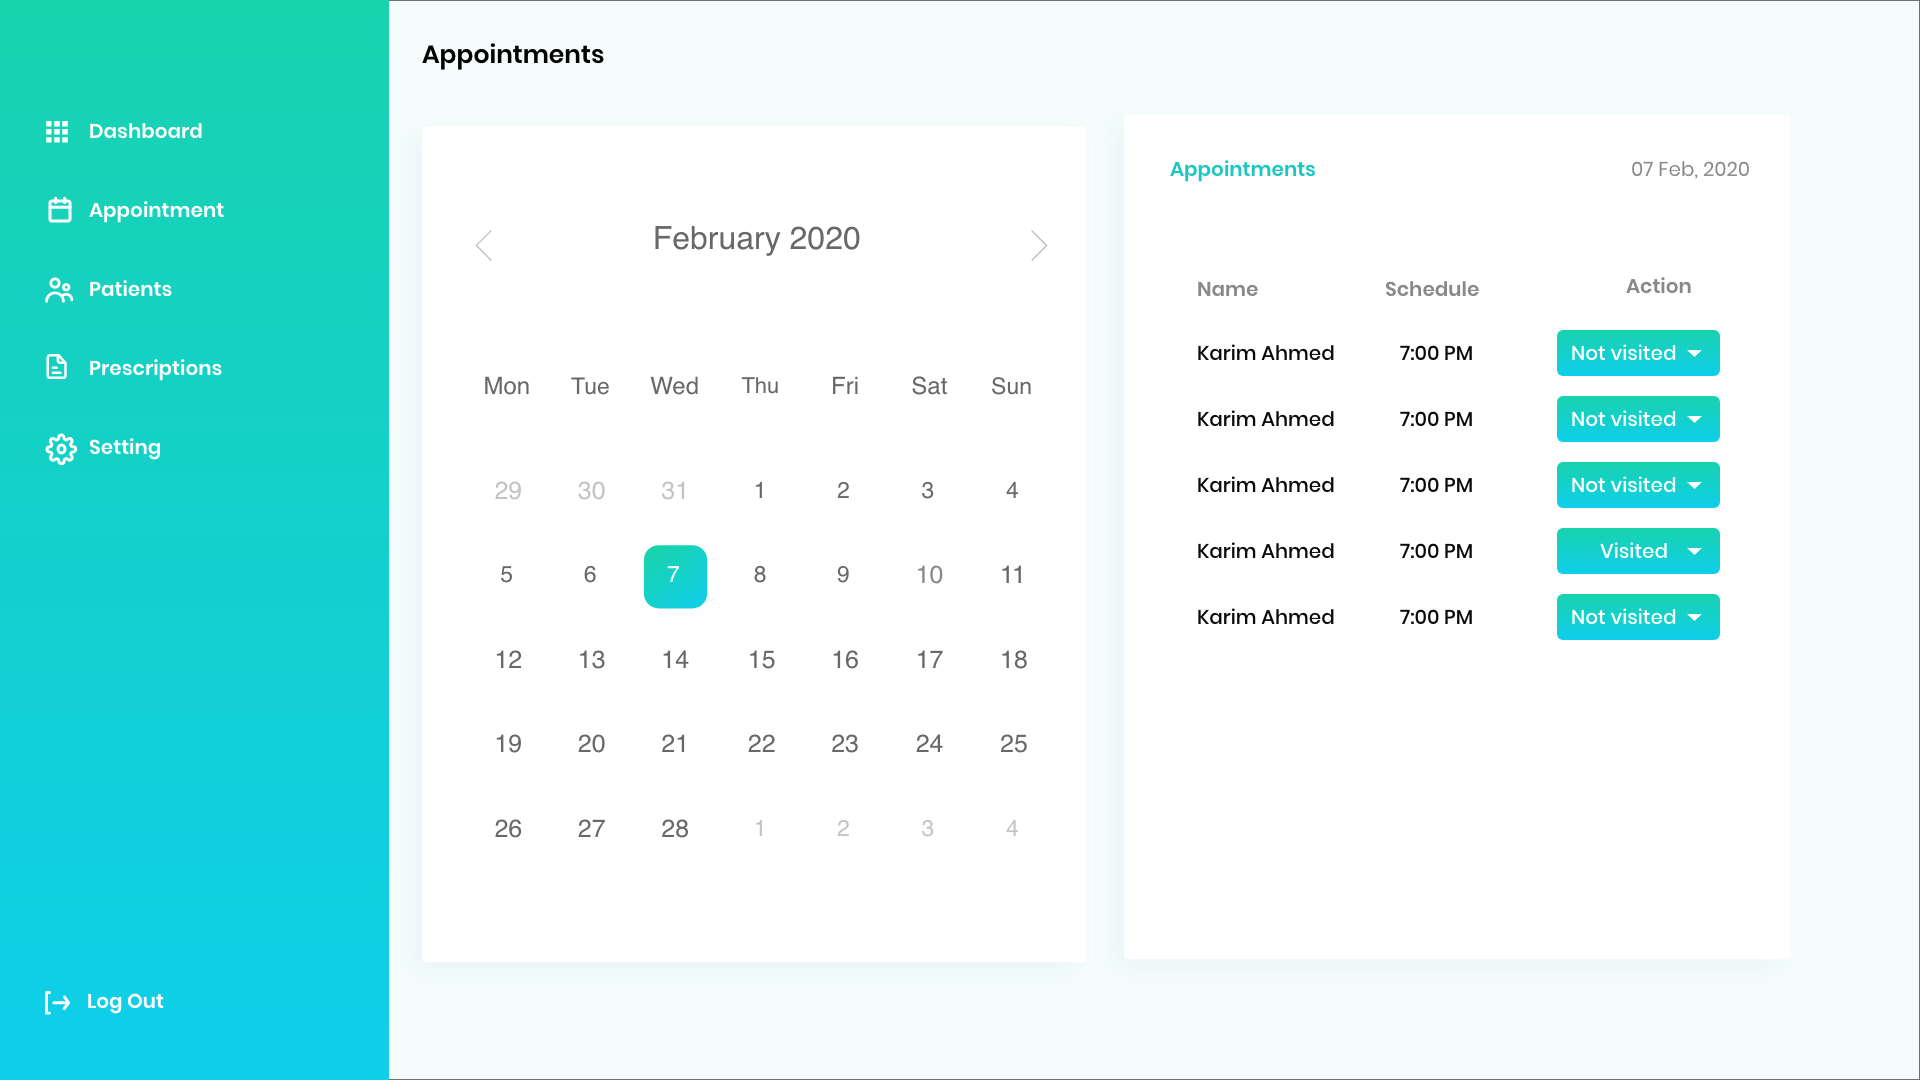 Dashboard
Appointment
Patients
Prescriptions
Setting
Log Out
Appointments
February 2020
Mon Tue Wed Thu Fri Sat Sun
29 30 31 1 2 3 4
5 6 7 8 9 10 11
12 13 14 15 16 17 18
19 20 21 22 23 24 25
26 27 28 1 2 3 4
Appointments 07 Feb, 2020
Name Schedule Action
Karim Ahmed 7:00 PM Not visited
Karim Ahmed 7:00 PM Not visited
Karim Ahmed 7:00 PM Not visited
Karim Ahmed 7:00 PM Visited
Karim Ahmed 7:00 PM Not visited